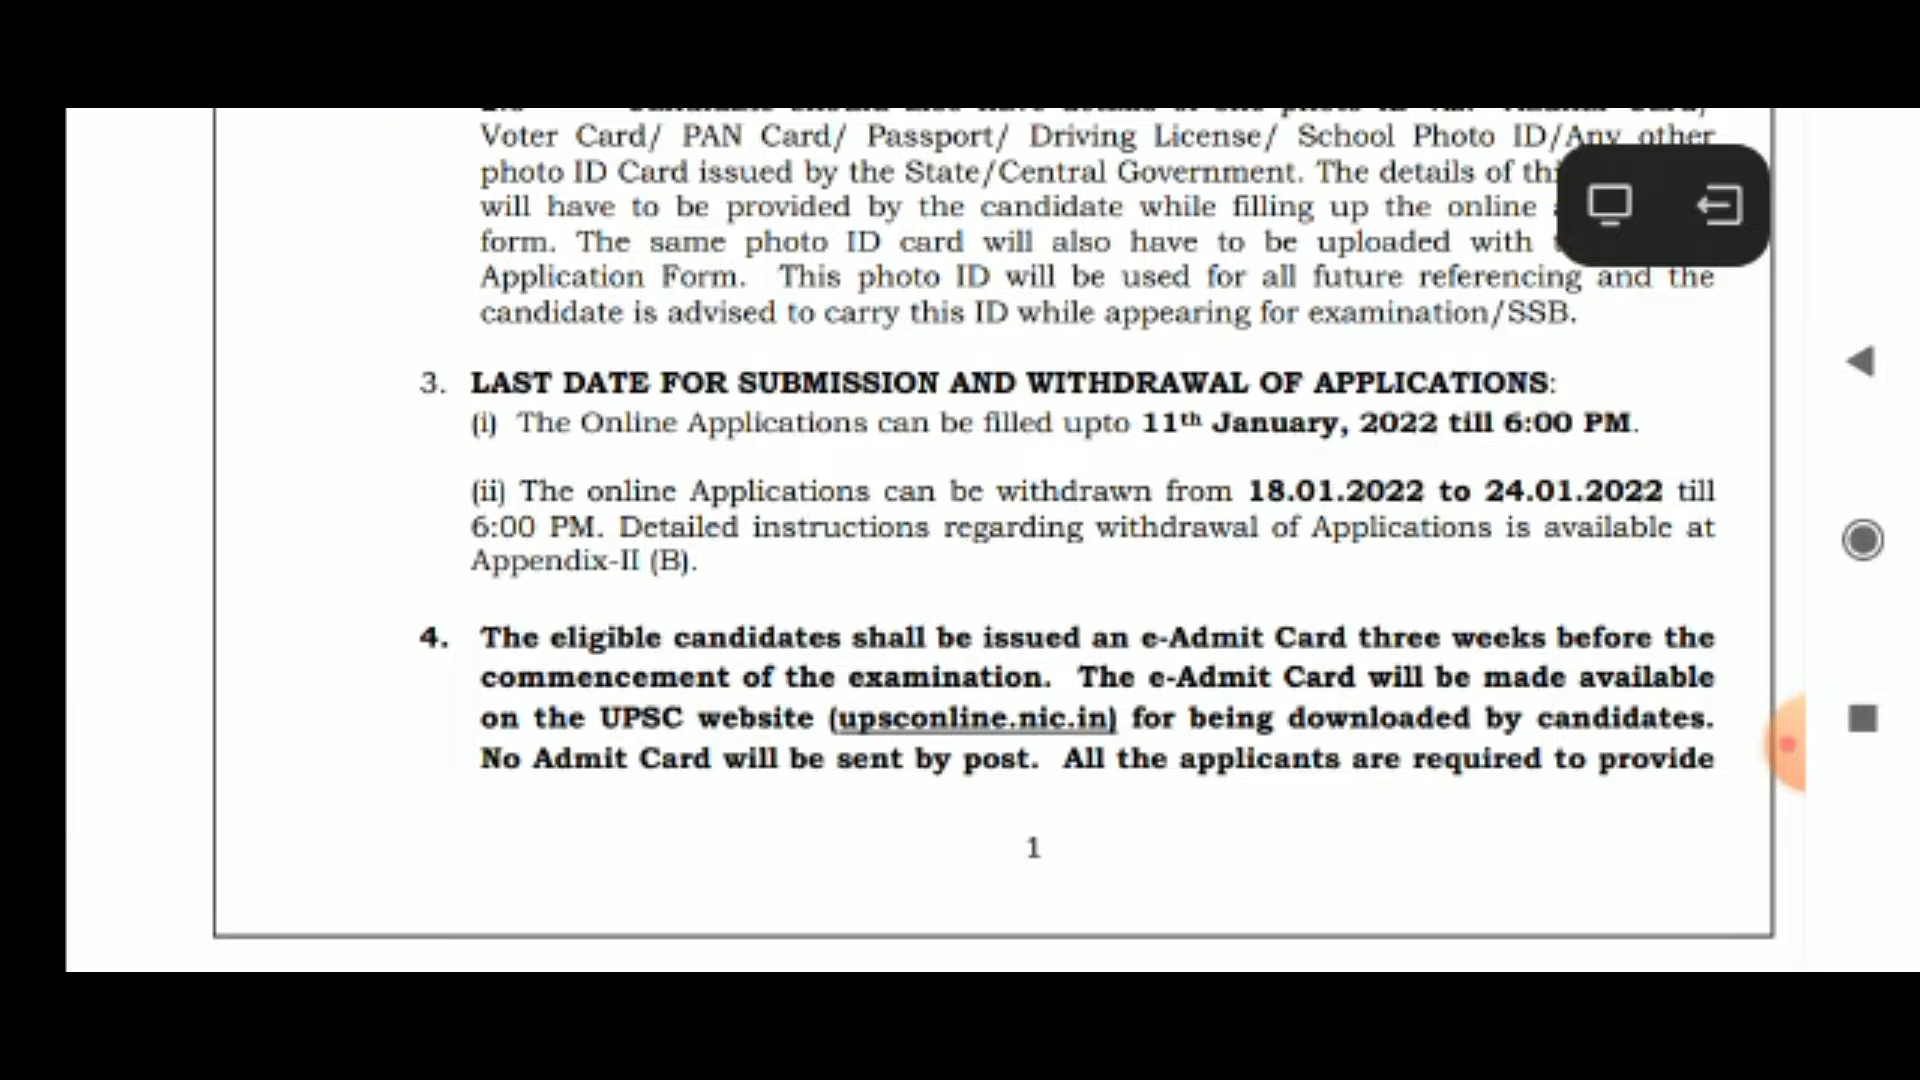 Voter Card/ PAN Card/ Passport/ Driving License/ School Photo ID/Any other
photo ID Card issued by the State/Central Government. The details of
will have to be provided by the candidate while filling up the online
form. The same photo ID card will also have to be uploaded with
Application Form. This photo ID will be used for all future referencing and the
candidate is advised to carry this ID while appearing for examination/SSB.
3. LAST DATE FOR SUBMISSION AND WITHDRAWAL OF APPLICATIONS:
(i) The Online Applications can be filled upto 11th January, 2022 till 6:00 PM.
(ii) The online Applications can be withdrawn from 18.01.2022 to 24.01.2022 till
6:00 PM. Detailed instructions regarding withdrawal of Applications is available at
Appendix-II (B).
4. The eligible candidates shall be issued an e-Admit Card three weeks before the
commencement of the examination. The e-Admit Card will be made available
on the UPSC website (upsconline.nic.in) for being downloaded by candidates.
No Admit Card will be sent by post. All the applicants are required to provide
1